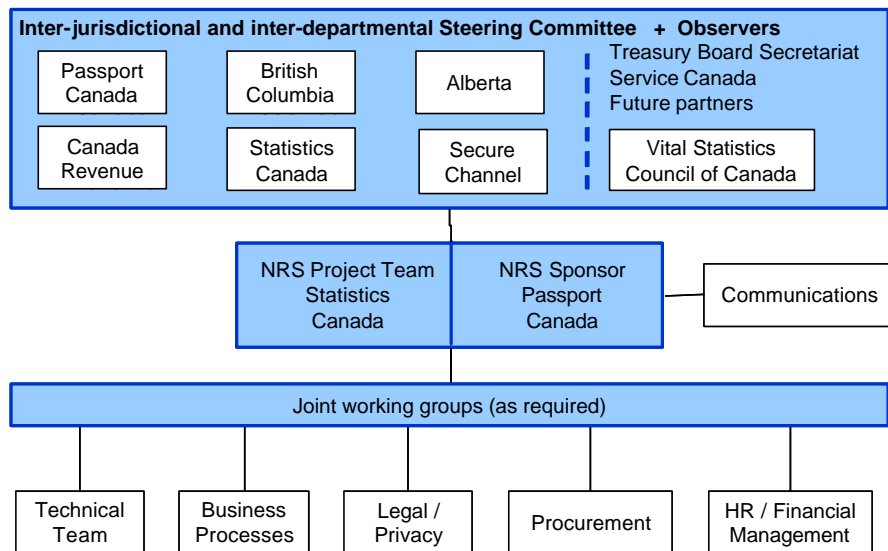 Inter-jurisdictional and inter-departmental Steering Committee + Observers
Passport
Canada
British
Columbia
Alberta
Treasury Board Secretariat
Service Canada
Future partners
Canada
Revenue
Statistics
Canada
Secure
Channel
Vital Statistics
Council of Canada
NRS Project Team
Statistics
Canada
NRS Sponsor
Passport
Canada
Communications
Joint working groups (as required)
Technical
Team
Business
Processes
Legal /
Privacy
Procurement
HR / Financial
Management